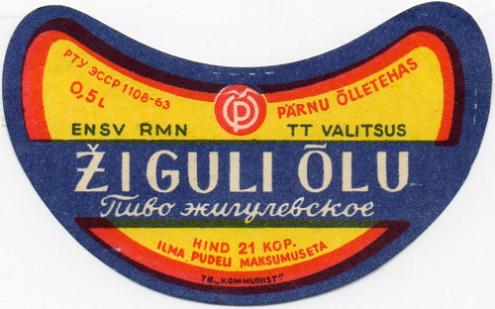 РТУ ЭССР 1108-63
0,5 L
PÄRNU ÕLLETEHAS
ENSV RMN TT VALITSUS
ŽIGULI ÕLU
Пиво жигулевское
HIND 21 KOP.
ILMA PUDELI MAKSUMUSETA
TR. „KOMMUNIST”